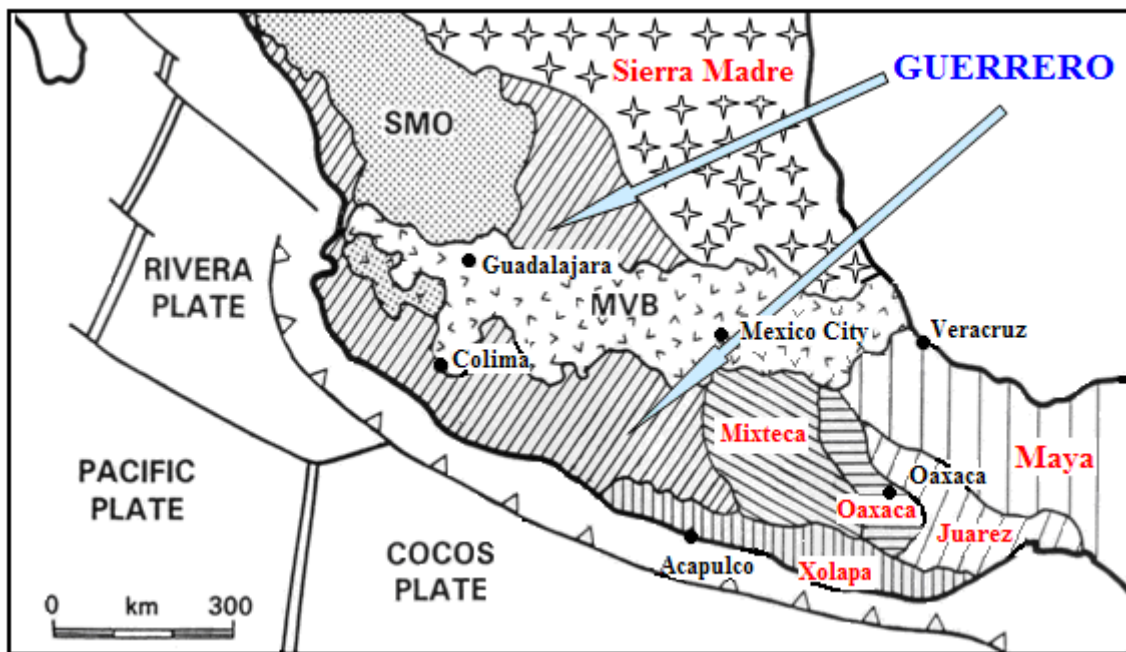 Sierra Madre
GUERRERO
SMO
Guadalajara
RIVERA
PLATE
MVB
Mexico City
Veracruz
Colima
Mixteca
Maya
PACIFIC
PLATE
Oaxaca
Oaxaca
Juarez
COCOS
PLATE
Acapulco
Xolapa
0 km 300